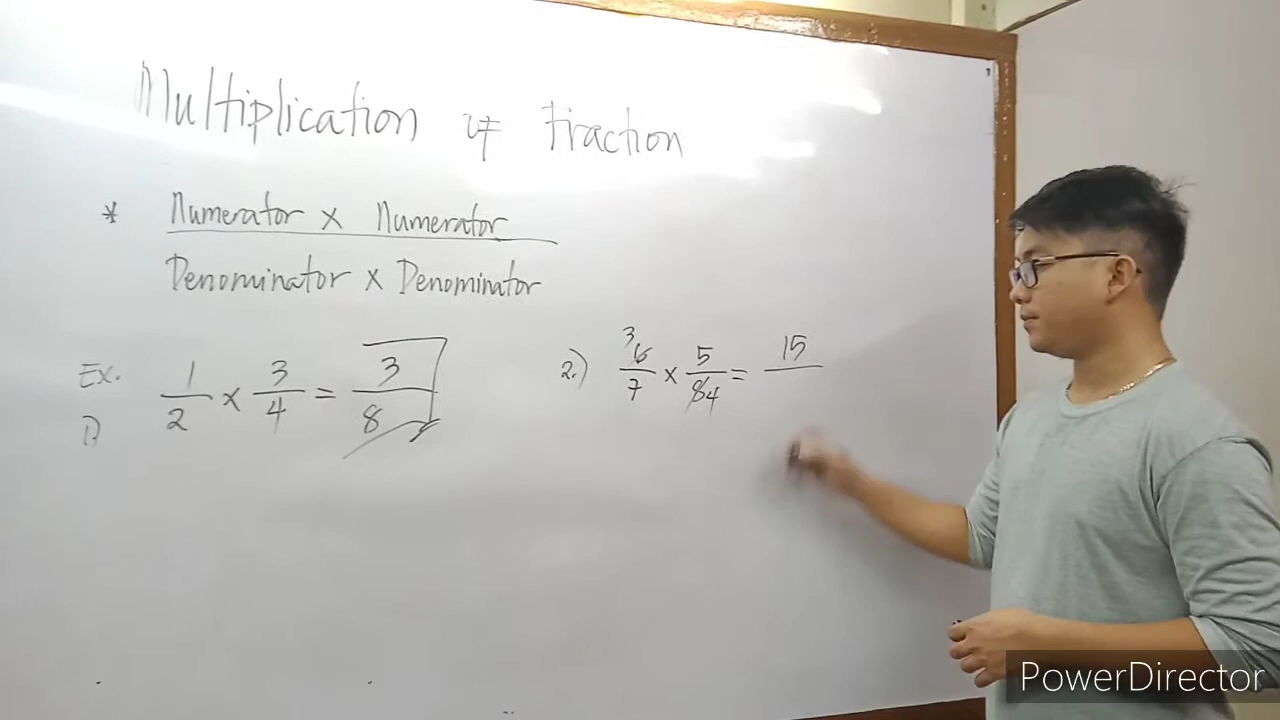 Multiplication of Fraction
* Numerator x Numerator
Denominator x Denominator
Ex.
1) 1/2 x 3/4 = 3/8
2.) 3 6/7 x 5/8 4 = 15
PowerDirector